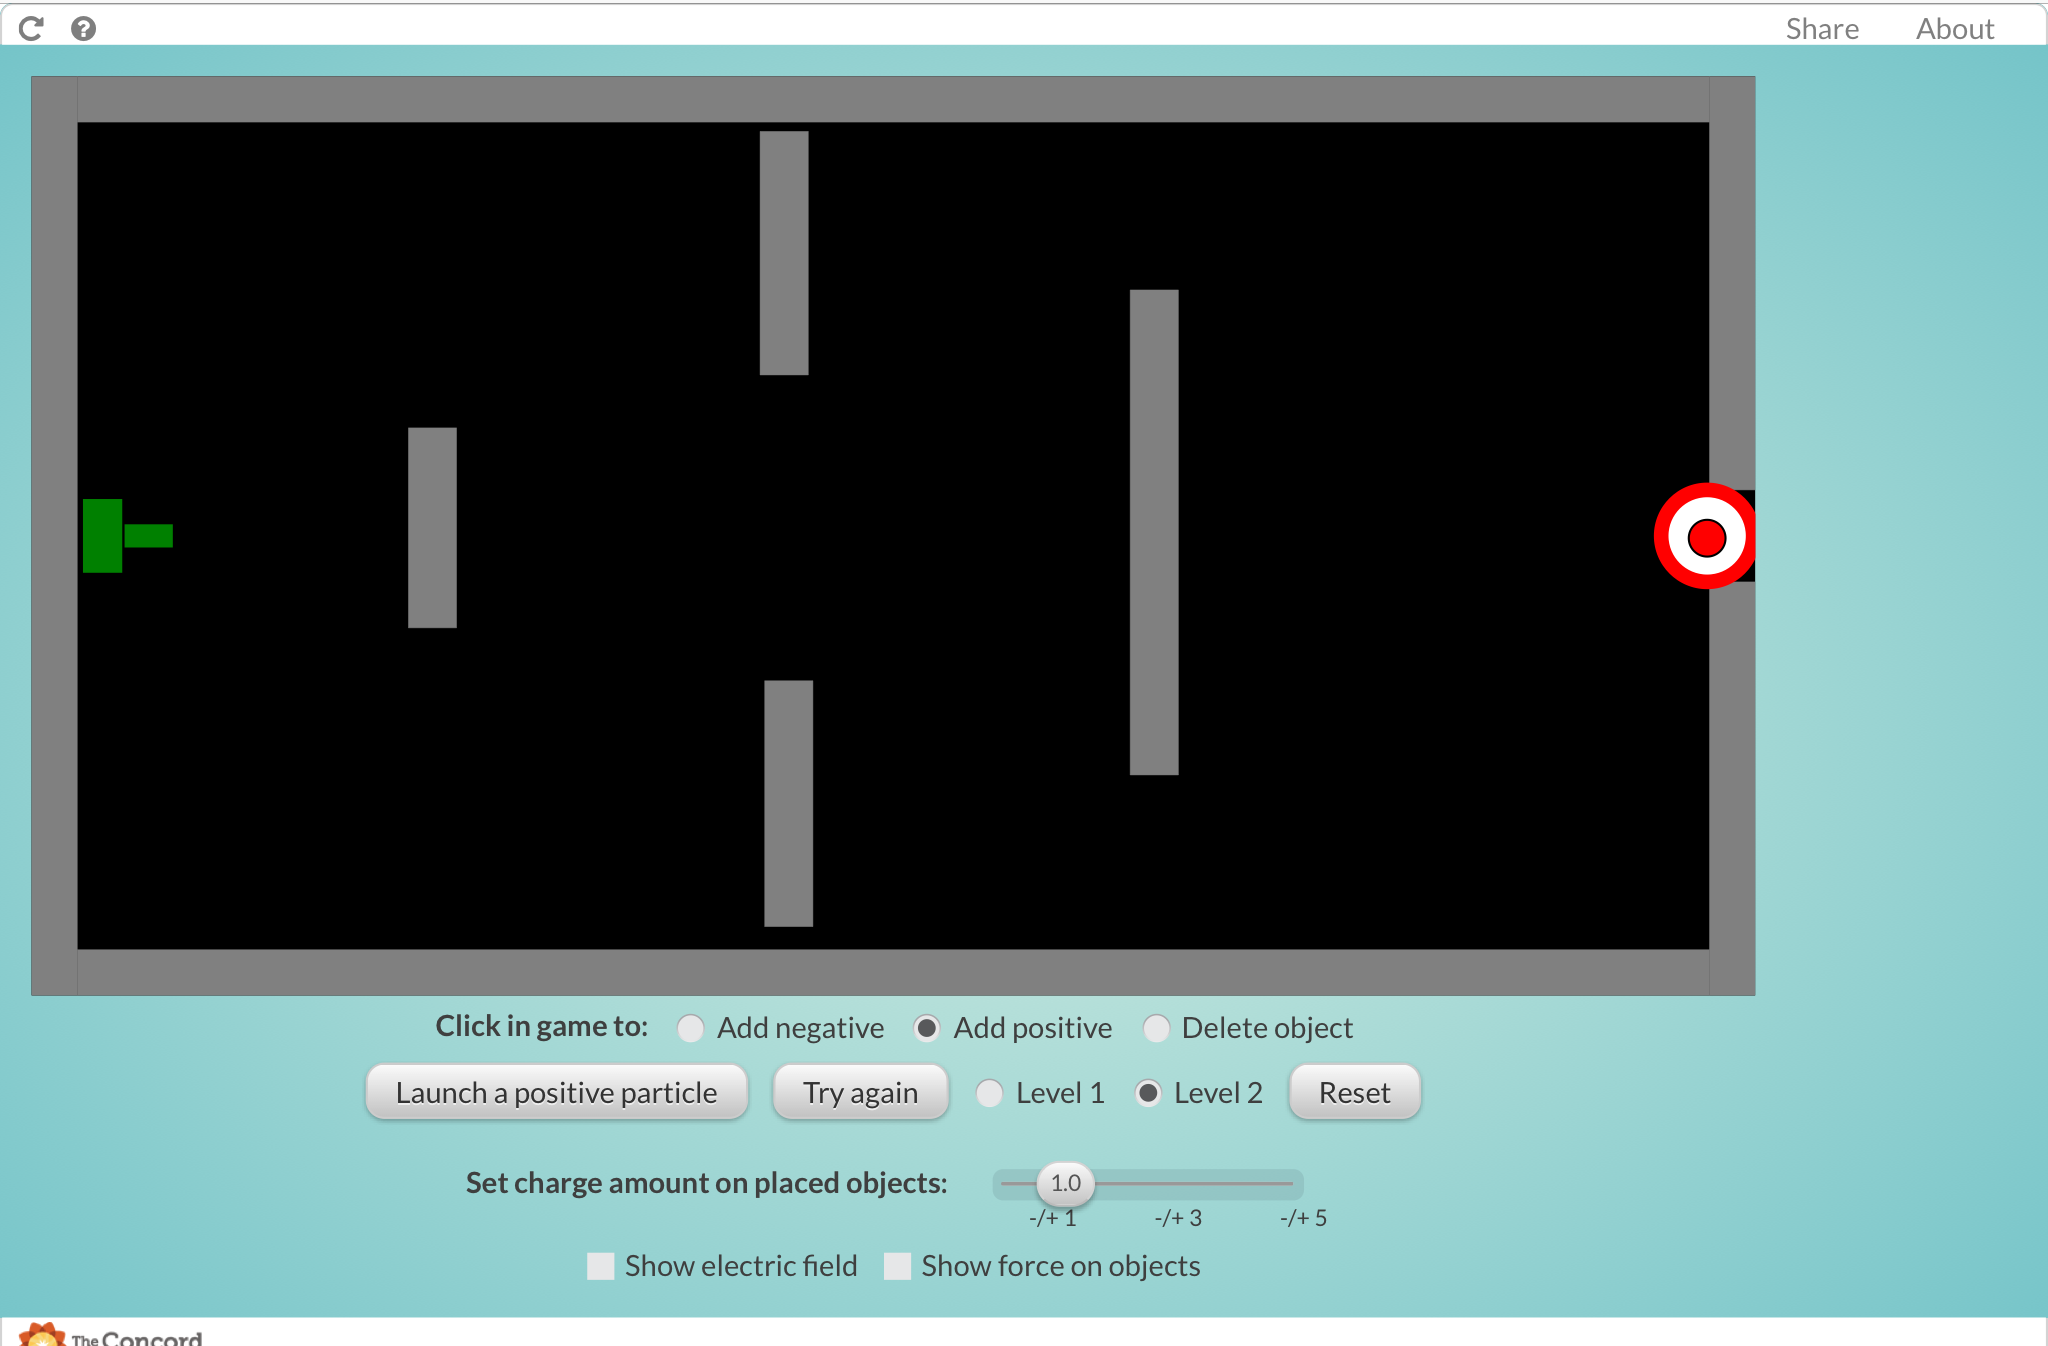 Share About
Click in game to: Add negative Add positive Delete object
Launch a positive particle Try again Level 1 Level 2 Reset
Set charge amount on placed objects: 1.0
-/+ 1 -/+ 3 -/+ 5
Show electric field Show force on objects
The Concord